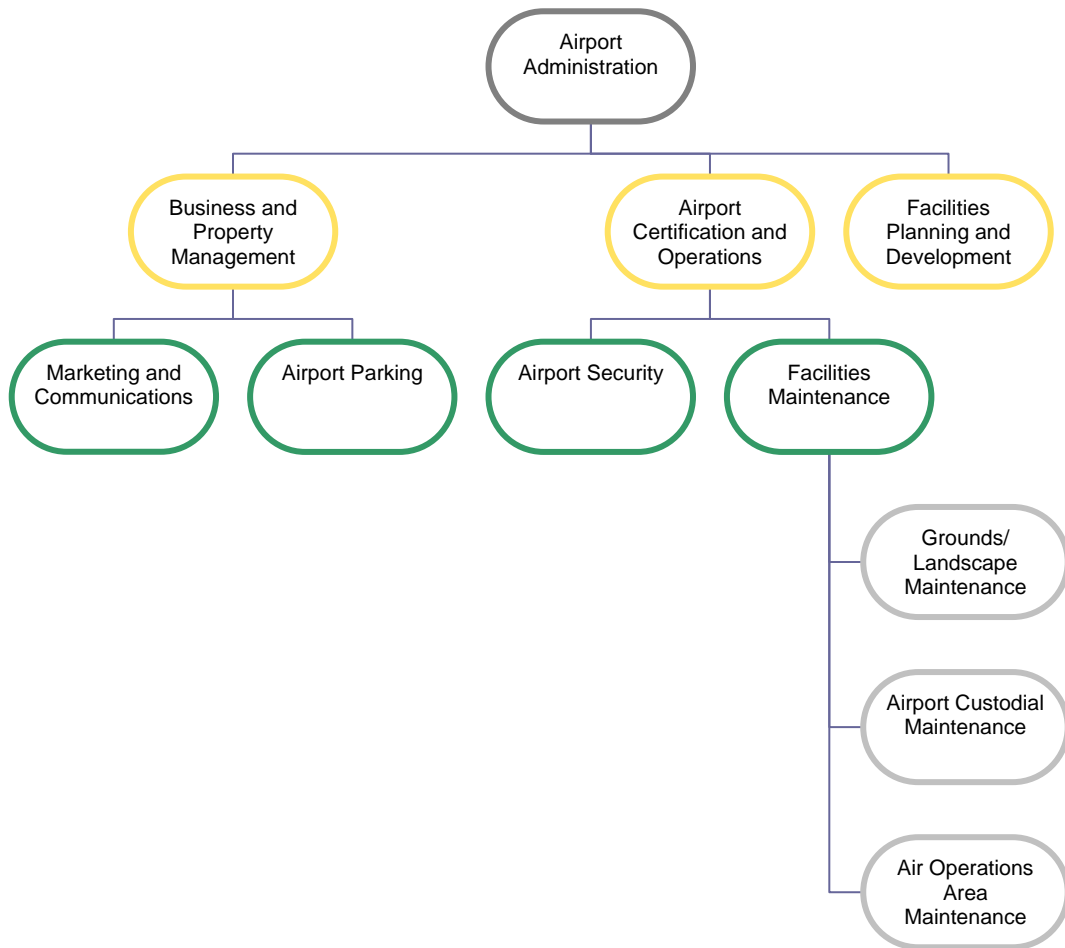 Airport
Administration
Business and
Property
Management
Airport
Certification and
Operations
Facilities
Planning and
Development
Marketing and
Communications
Airport Parking
Airport Security
Facilities
Maintenance
Grounds/
Landscape
Maintenance
Airport Custodial
Maintenance
Air Operations
Area
Maintenance